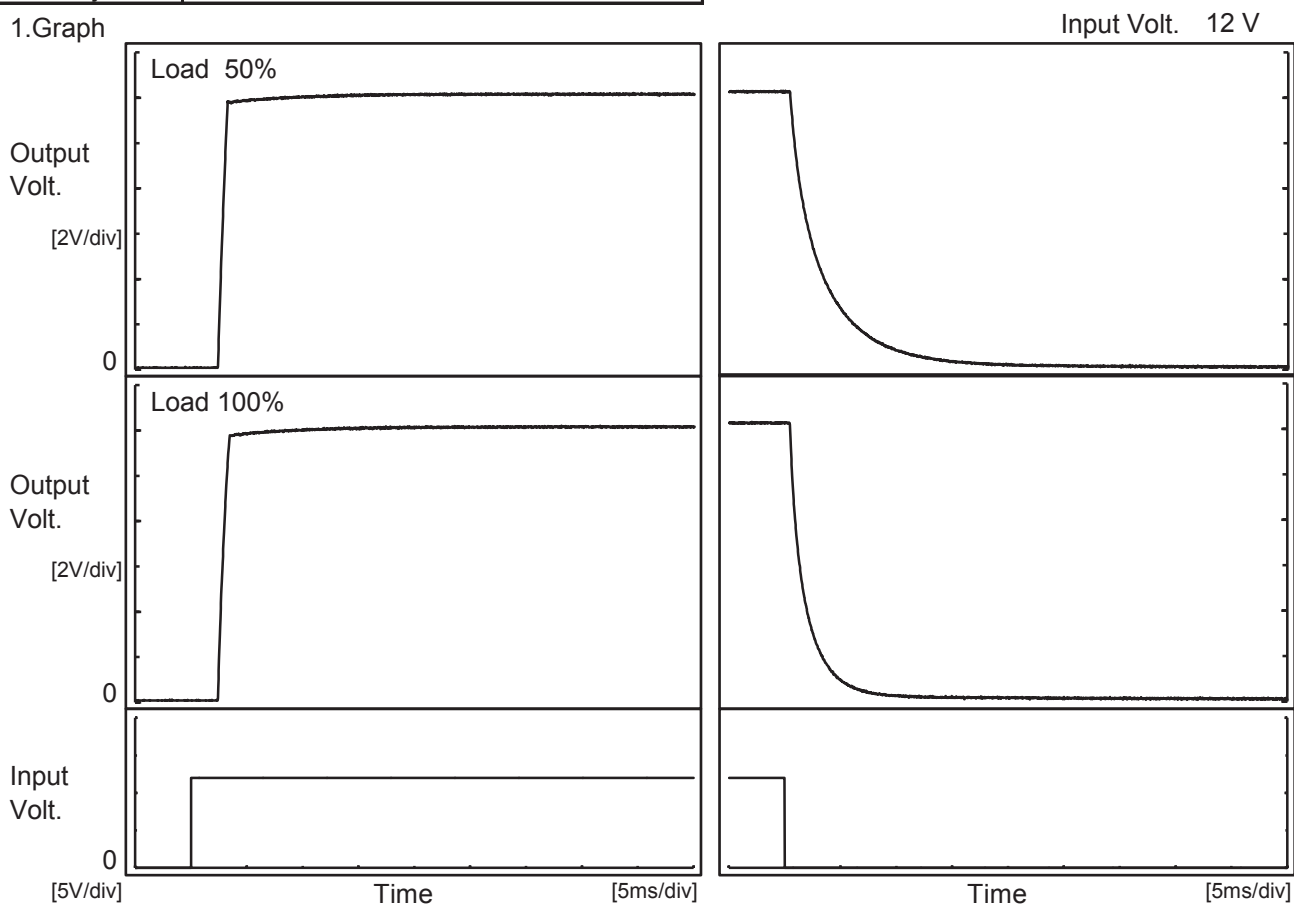 1.Graph
Input Volt. 12 V
Load 50%
Output
Volt.
[2V/div]
0
Load 100%
Output
Volt.
[2V/div]
0
Input
Volt.
0
[5V/div]
Time
[5ms/div]
Time
[5ms/div]